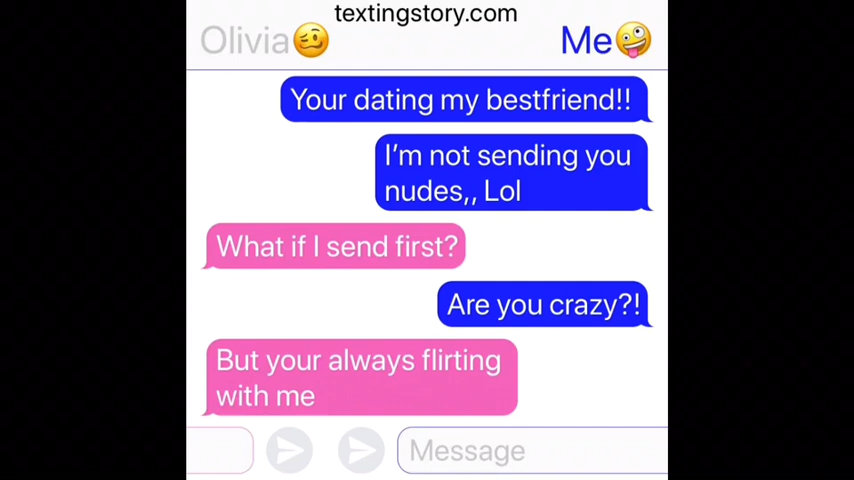 textingstory.com
Olivia🥴
Me🤪
Your dating my bestfriend!!
I'm not sending you
nudes,, Lol
What if I send first?
Are you crazy?!
But your always flirting
with me
Message